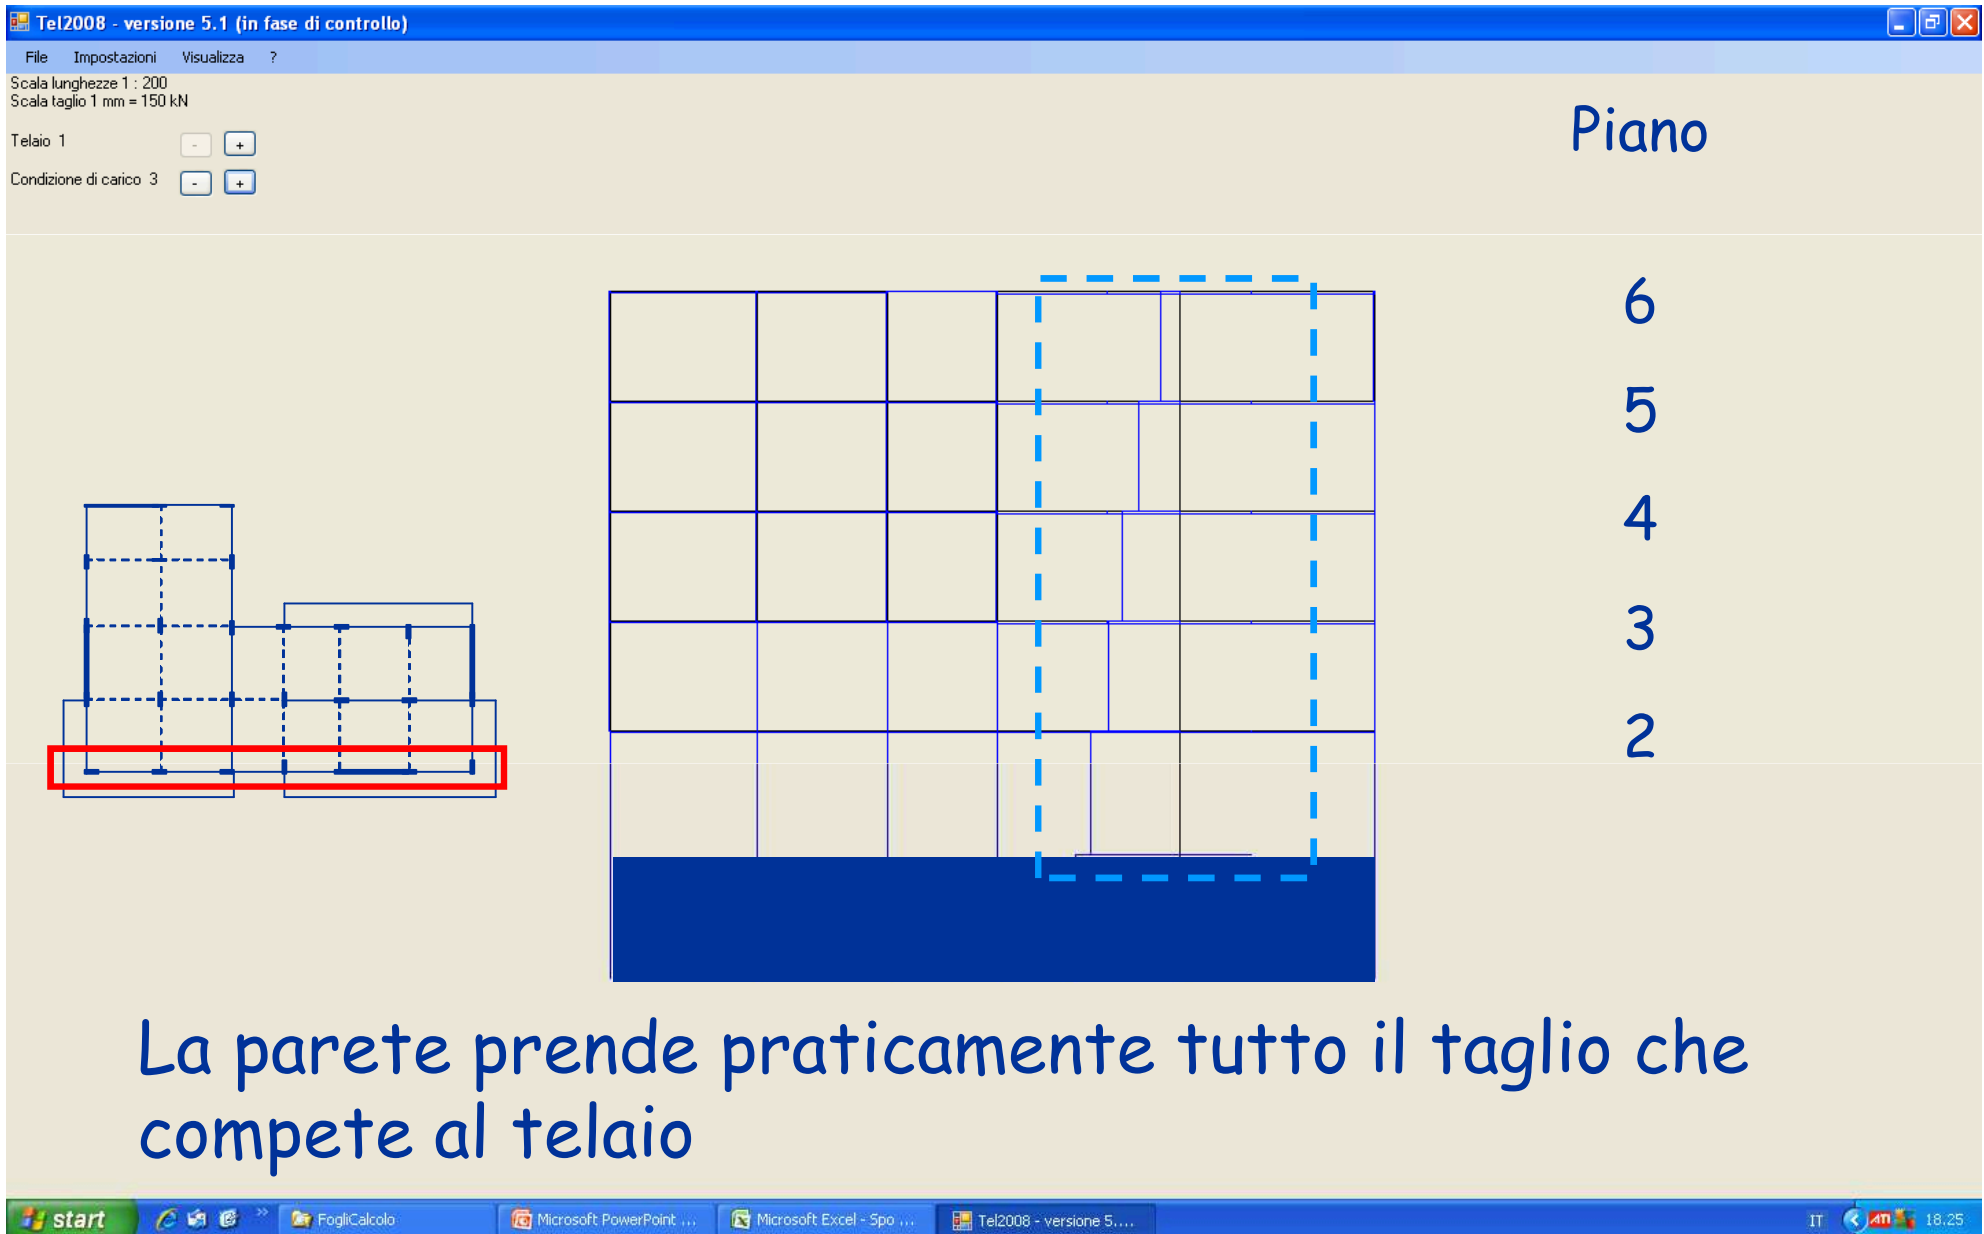 Tel2008 - versione 5.1 (in fase di controllo)
File Impostazioni Visualizza ?
Scala lunghezze 1 : 200
Scala taglio 1 mm = 150 kN
Telaio 1 - +
Condizione di carico 3 - +
Piano
6
5
4
3
2
La parete prende praticamente tutto il taglio che
compete al telaio
start » FogliCalcolo Microsoft PowerPoint ... Microsoft Excel - Spo ... Tel2008 - versione 5.... IT ATI 18.25